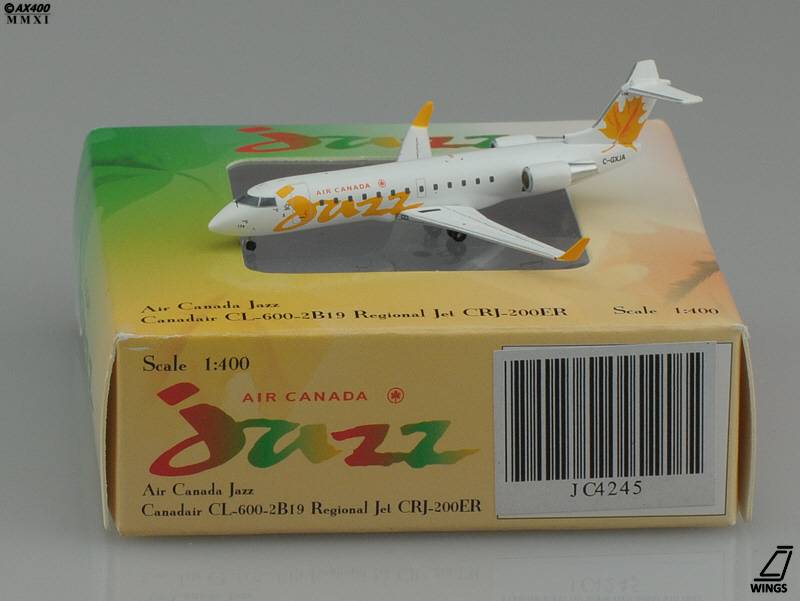 © AX400
MMXI
jazz
C-GXJA
AIR CANADA
jazz
Air Canada Jazz
Canadair CL-600-2B19 Regional Jet CRJ-200ER Scale 1:400
Scale 1:400
AIR CANADA
jazz
Air Canada Jazz
Canadair CL-600-2B19 Regional Jet CRJ-200ER
JC4245
WINGS